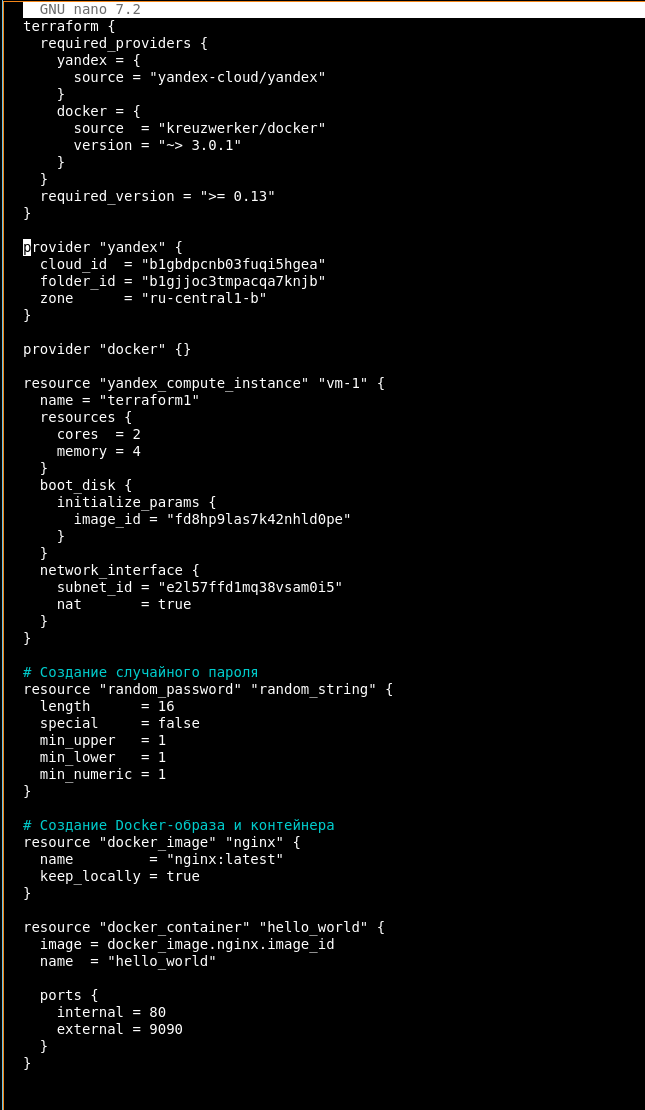 GNU nano 7.2
terraform {
  required_providers {
    yandex = {
      source = "yandex-cloud/yandex"
    }
    docker = {
      source  = "kreuzwerker/docker"
      version = "~> 3.0.1"
    }
  }
  required_version = ">= 0.13"
}

provider "yandex" {
  cloud_id  = "b1gbdpcnb03fuqi5hgea"
  folder_id = "b1gjjoc3tmpacqa7knjb"
  zone      = "ru-central1-b"
}

provider "docker" {}

resource "yandex_compute_instance" "vm-1" {
  name = "terraform1"
  resources {
    cores  = 2
    memory = 4
  }
  boot_disk {
    initialize_params {
      image_id = "fd8hp9las7k42nhld0pe"
    }
  }
  network_interface {
    subnet_id = "e2l57ffd1mq38vsam0i5"
    nat       = true
  }
}

# Создание случайного пароля
resource "random_password" "random_string" {
  length      = 16
  special     = false
  min_upper   = 1
  min_lower   = 1
  min_numeric = 1
}

# Создание Docker-образа и контейнера
resource "docker_image" "nginx" {
  name         = "nginx:latest"
  keep_locally = true
}

resource "docker_container" "hello_world" {
  image = docker_image.nginx.image_id
  name  = "hello_world"

  ports {
    internal = 80
    external = 9090
  }
}